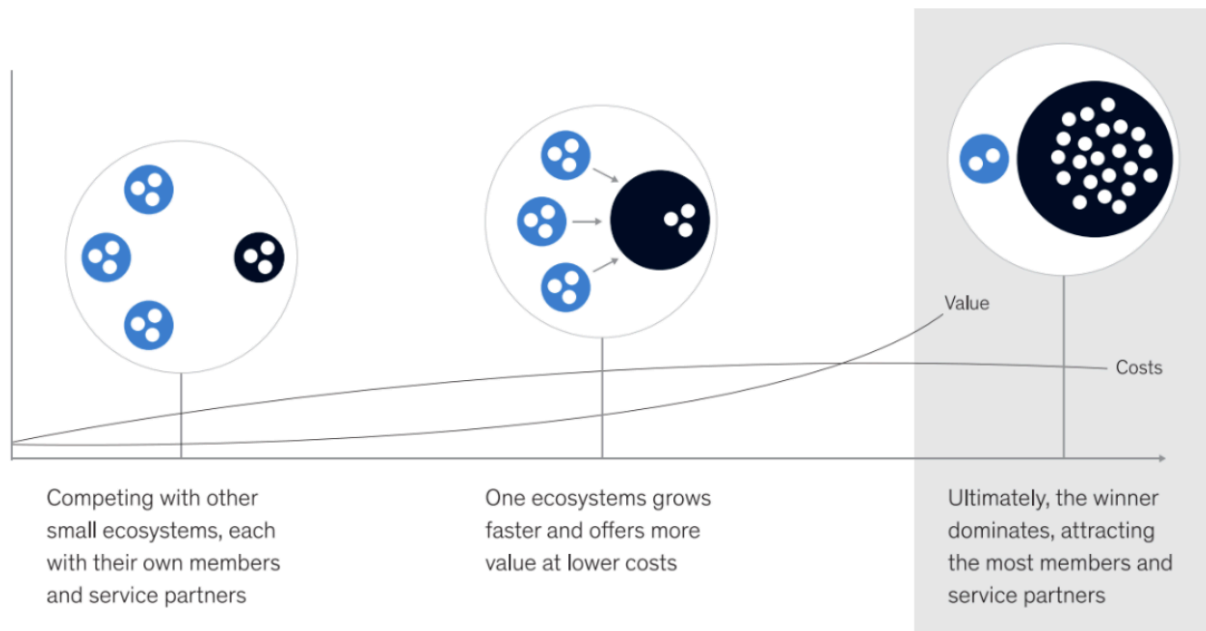 Value
Costs
Competing with other
small ecosystems, each
with their own members
and service partners
One ecosystems grows
faster and offers more
value at lower costs
Ultimately, the winner
dominates, attracting
the most members and
service partners